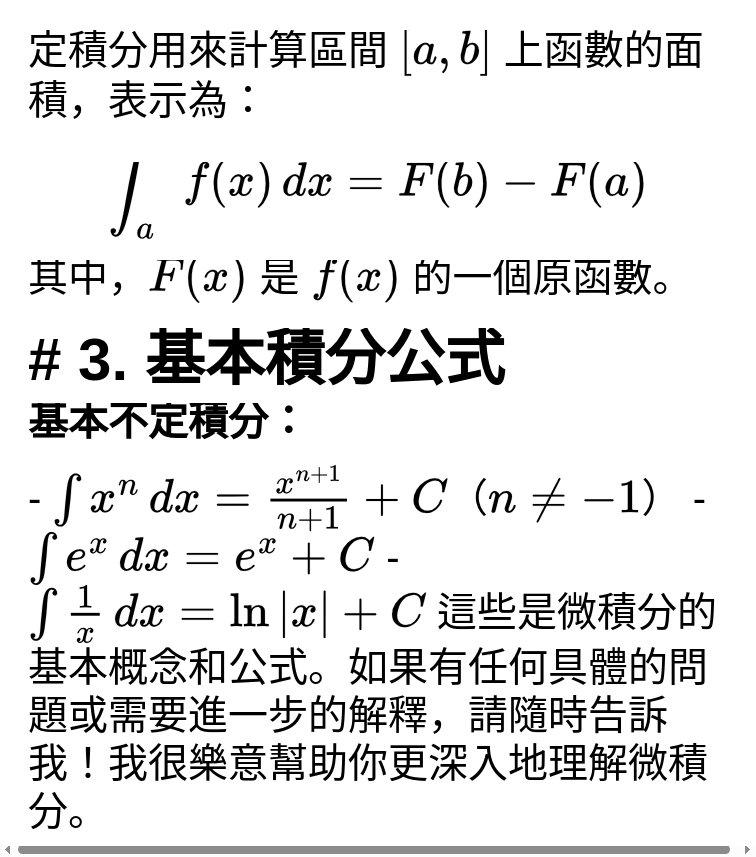 定積分用來計算區間 [a, b] 上函數的面
積，表示為：
∫_a f(x) dx = F(b) − F(a)
其中，F(x) 是 f(x) 的一個原函數。
# 3. 基本積分公式
基本不定積分：
- ∫ x^n dx = \frac{x^{n+1}}{n+1} + C（n ≠ −1） -
∫ e^x dx = e^x + C -
∫ \frac{1}{x} dx = ln |x| + C 這些是微積分的
基本概念和公式。如果有任何具體的問
題或需要進一步的解釋，請隨時告訴
我！我很樂意幫助你更深入地理解微積
分。